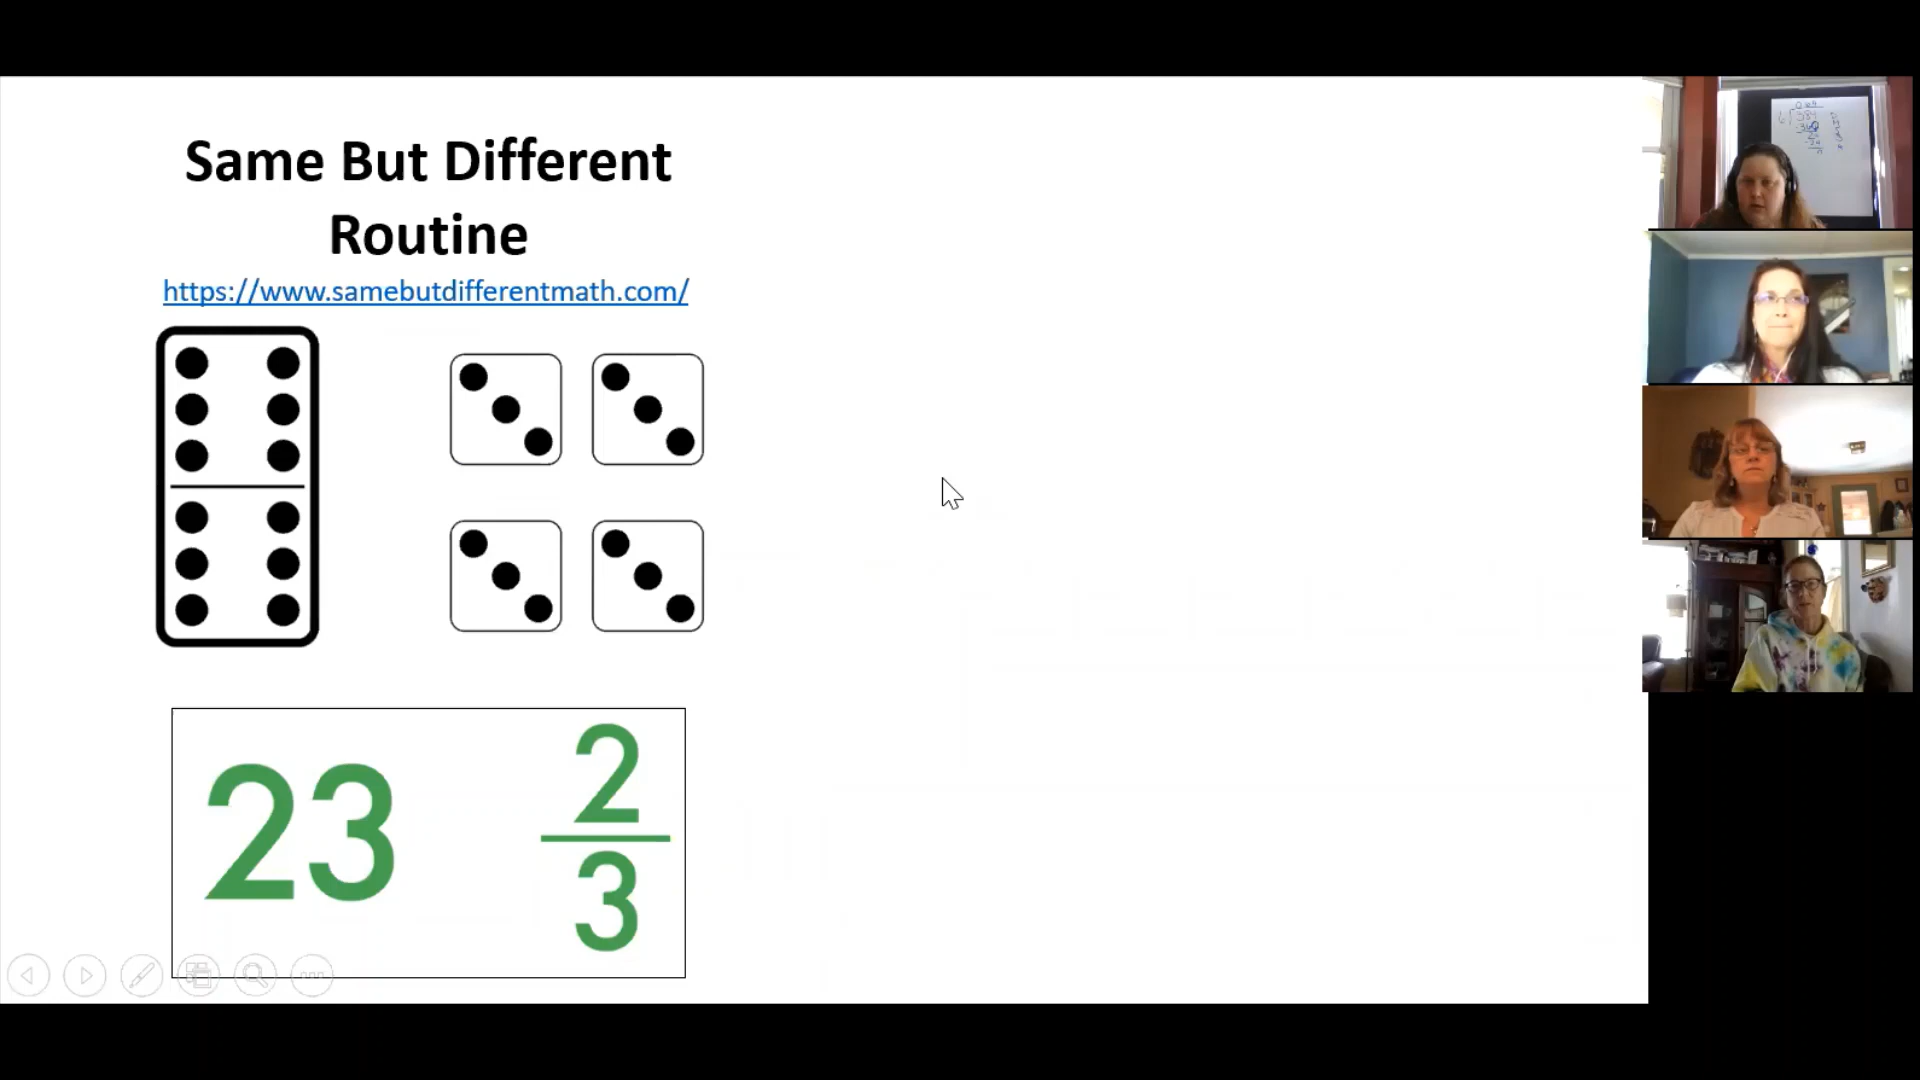 Same But Different
Routine
https://www.samebutdifferentmath.com/
23
2
3